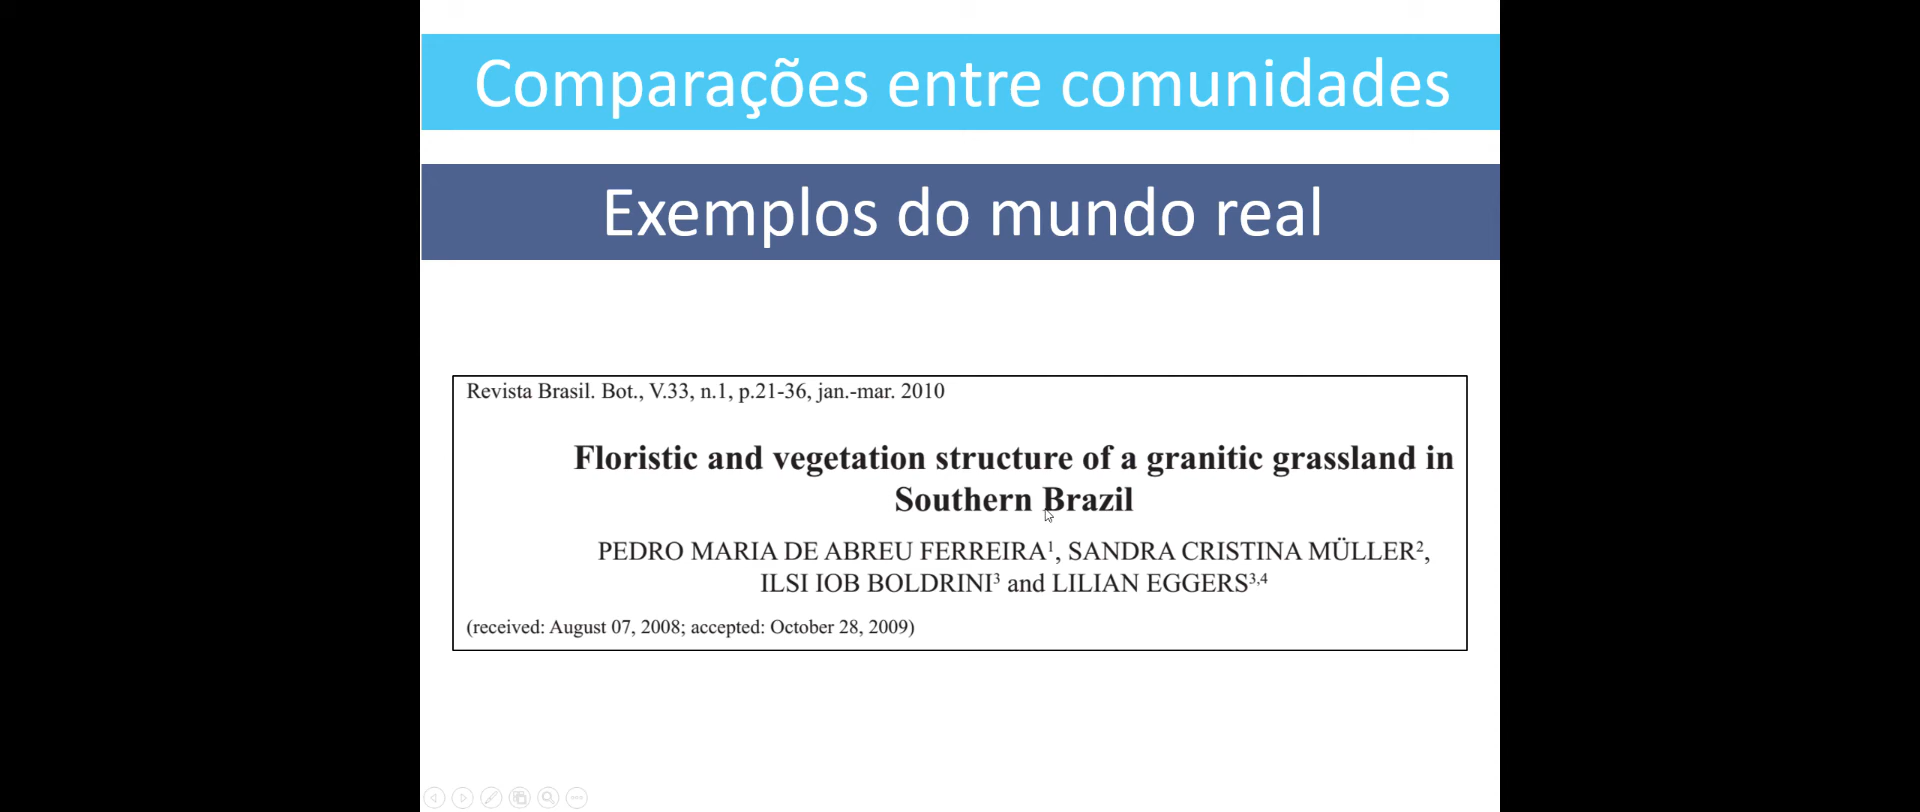 Comparações entre comunidades
Exemplos do mundo real
Revista Brasil. Bot., V.33, n.1, p.21-36, jan.-mar. 2010
Floristic and vegetation structure of a granitic grassland in
Southern Brazil
PEDRO MARIA DE ABREU FERREIRA¹, SANDRA CRISTINA MÜLLER²,
ILSI IOB BOLDRINI³ and LILIAN EGGERS³,⁴
(received: August 07, 2008; accepted: October 28, 2009)